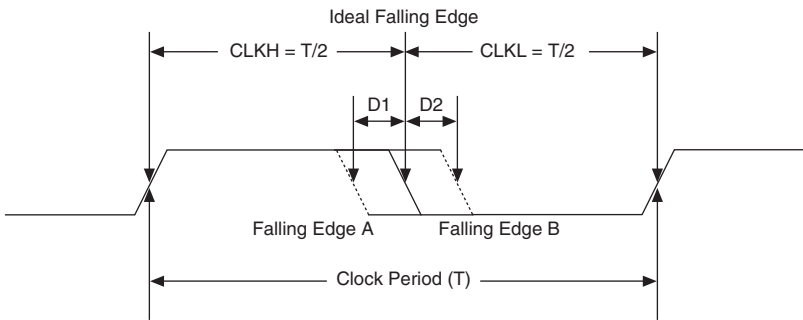 Ideal Falling Edge
CLKH = T/2
CLKL = T/2
D1
D2
Falling Edge A
Falling Edge B
Clock Period (T)